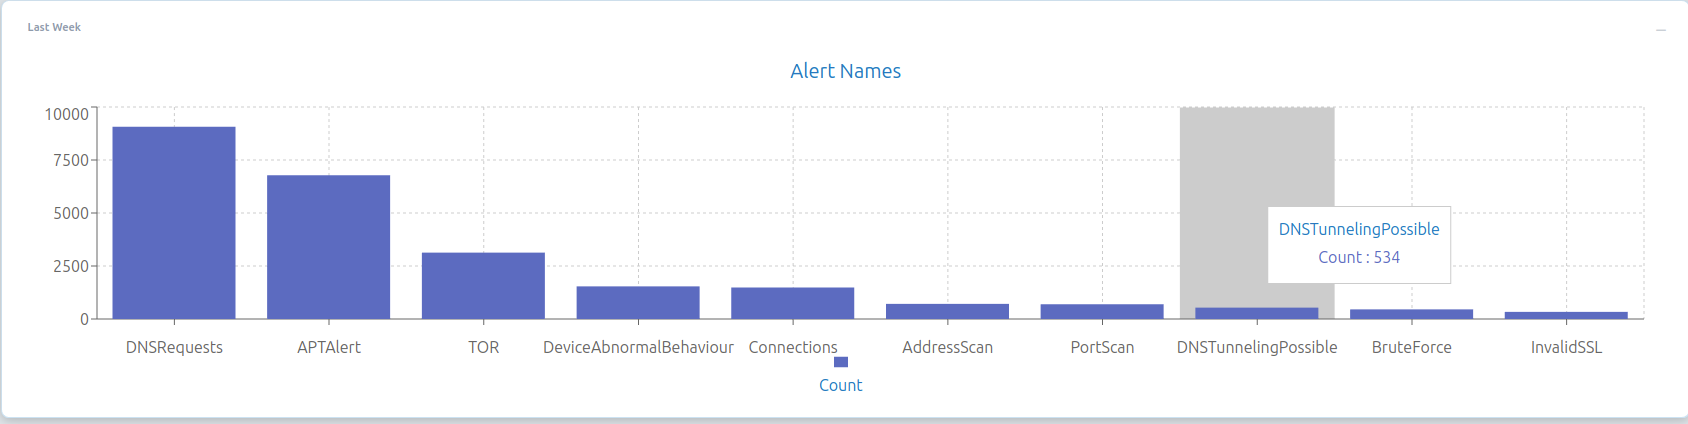 Last Week
Alert Names
10000
7500
5000
2500
0
DNSTunnelingPossible
Count : 534
DNSRequests APTAlert TOR DeviceAbnormalBehaviour Connections AddressScan PortScan DNSTunnelingPossible BruteForce InvalidSSL
Count